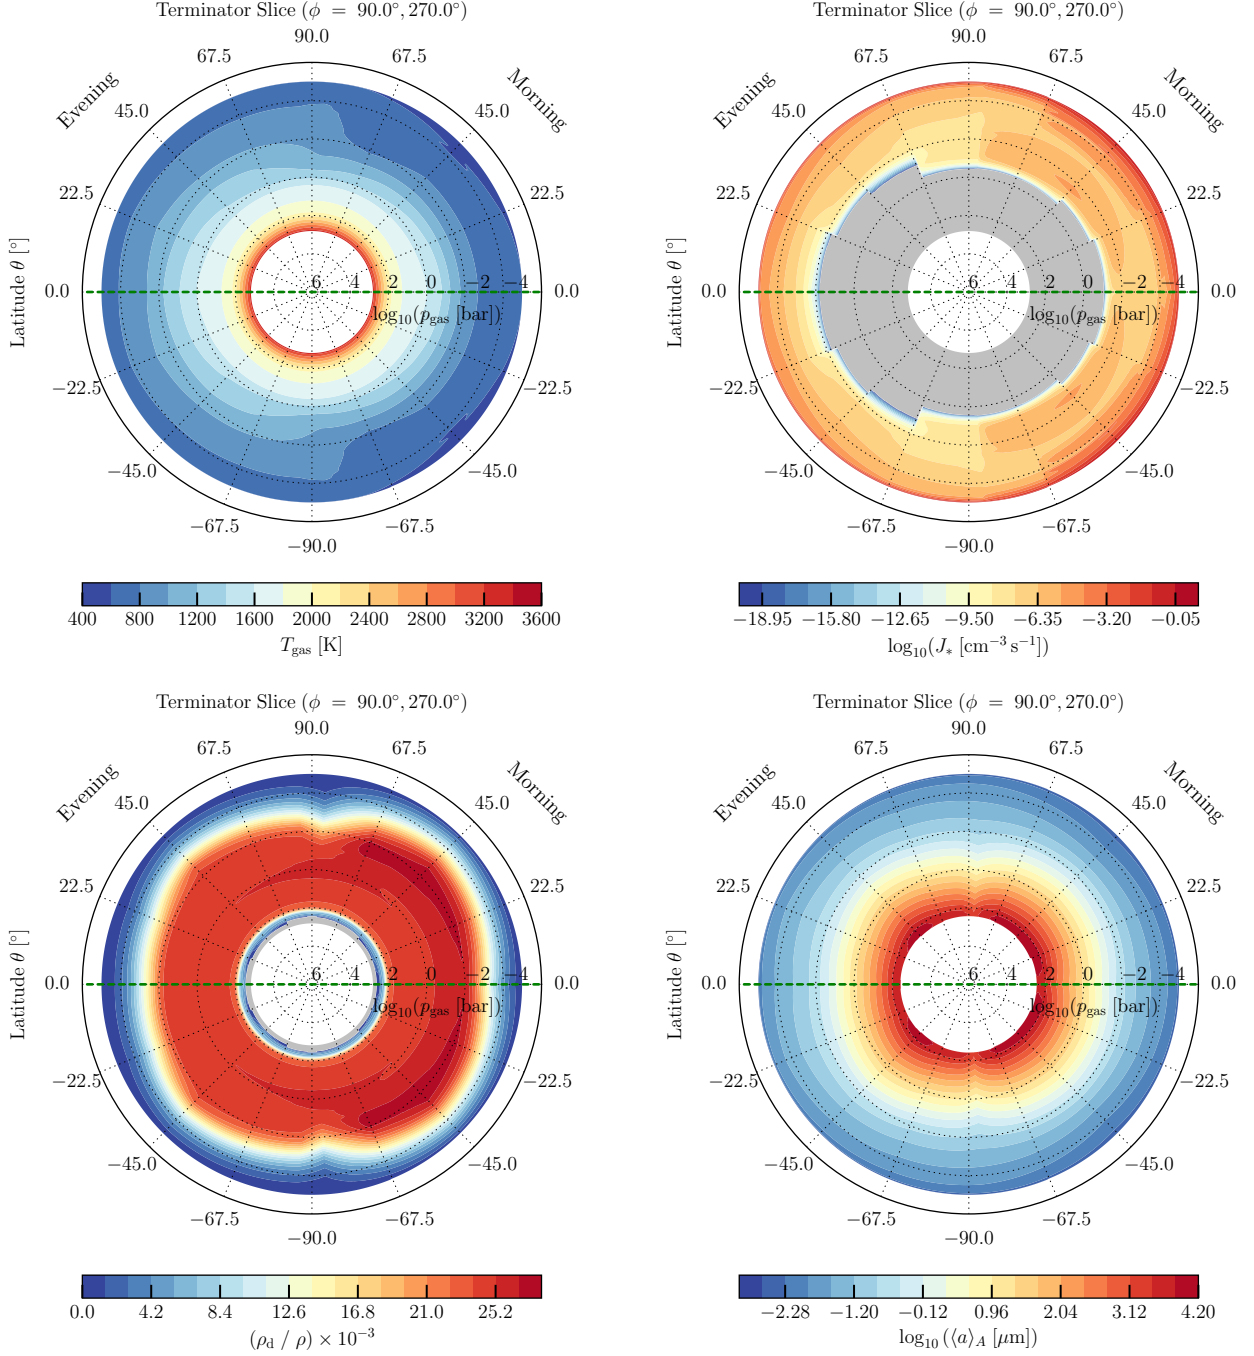 Terminator Slice (ϕ = 90.0°, 270.0°)
90.0
67.5 67.5
Evening Morning
45.0 45.0
22.5 22.5
Latitude θ [°]
0.0 0.0
6 4 2 0 −2 −4
log₁₀(p_gas [bar])
−22.5 −22.5
−45.0 −45.0
−67.5 −67.5
−90.0
400 800 1200 1600 2000 2400 2800 3200 3600
T_gas [K]
Terminator Slice (ϕ = 90.0°, 270.0°)
90.0
67.5 67.5
Evening Morning
45.0 45.0
22.5 22.5
Latitude θ [°]
0.0 0.0
6 4 2 0 −2 −4
log₁₀(p_gas [bar])
−22.5 −22.5
−45.0 −45.0
−67.5 −67.5
−90.0
−18.95 −15.80 −12.65 −9.50 −6.35 −3.20 −0.05
log₁₀(J_* [cm⁻³ s⁻¹])
Terminator Slice (ϕ = 90.0°, 270.0°)
90.0
67.5 67.5
Evening Morning
45.0 45.0
22.5 22.5
Latitude θ [°]
0.0 0.0
6 4 2 0 −2 −4
log₁₀(p_gas [bar])
−22.5 −22.5
−45.0 −45.0
−67.5 −67.5
−90.0
0.0 4.2 8.4 12.6 16.8 21.0 25.2
(ρ_d / ρ) × 10⁻³
Terminator Slice (ϕ = 90.0°, 270.0°)
90.0
67.5 67.5
Evening Morning
45.0 45.0
22.5 22.5
Latitude θ [°]
0.0 0.0
6 4 2 0 −2 −4
log₁₀(p_gas [bar])
−22.5 −22.5
−45.0 −45.0
−67.5 −67.5
−90.0
−2.28 −1.20 −0.12 0.96 2.04 3.12 4.20
log₁₀(⟨a⟩_A [μm])